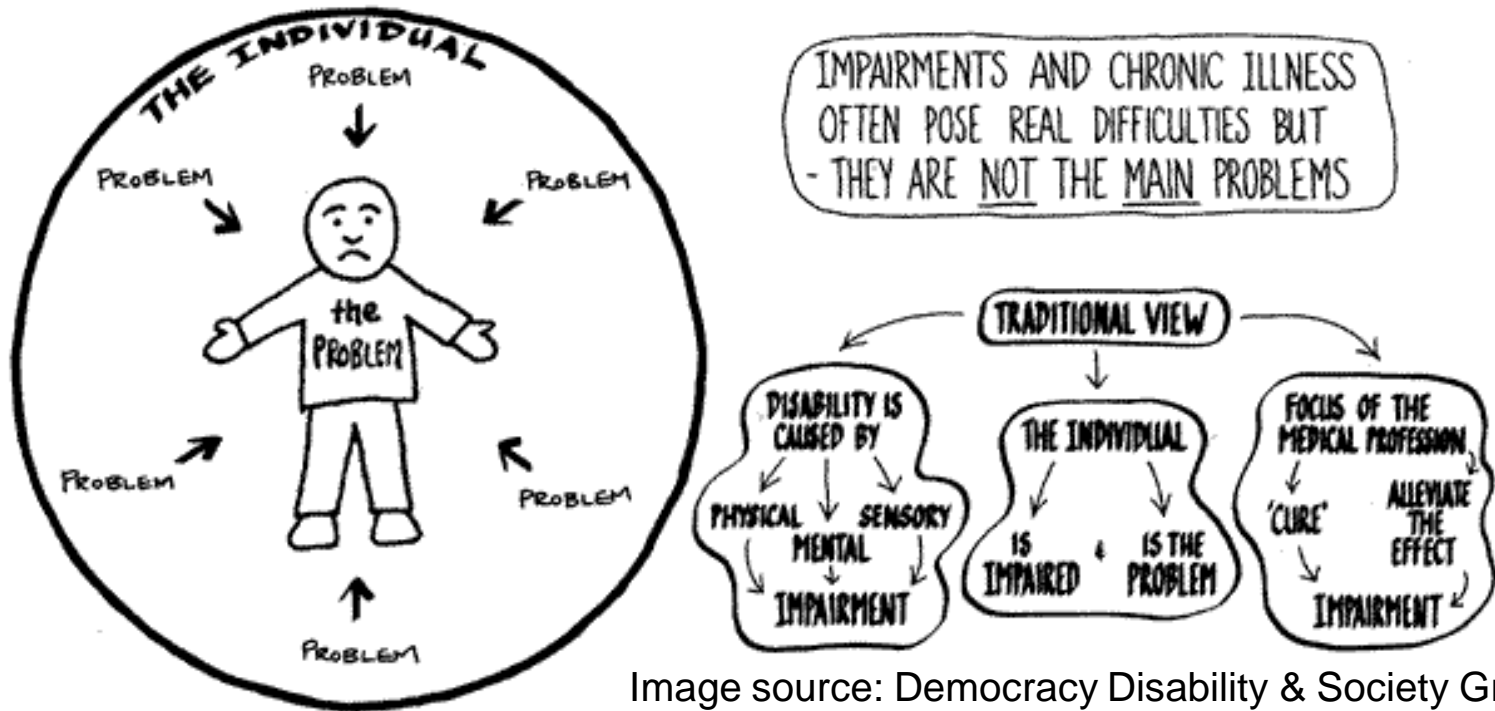 THE INDIVIDUAL
PROBLEM
PROBLEM
PROBLEM
the
PROBLEM
PROBLEM
PROBLEM
PROBLEM
IMPAIRMENTS AND CHRONIC ILLNESS
OFTEN POSE REAL DIFFICULTIES BUT
- THEY ARE NOT THE MAIN PROBLEMS
TRADITIONAL VIEW
DISABILITY IS
CAUSED BY
PHYSICAL SENSORY
MENTAL
IMPAIRMENT
THE INDIVIDUAL
IS & IS THE
IMPAIRED PROBLEM
FOCUS OF THE
MEDICAL PROFESSION
'CURE'
ALLEVIATE
THE
EFFECT
IMPAIRMENT
Image source: Democracy Disability & Society